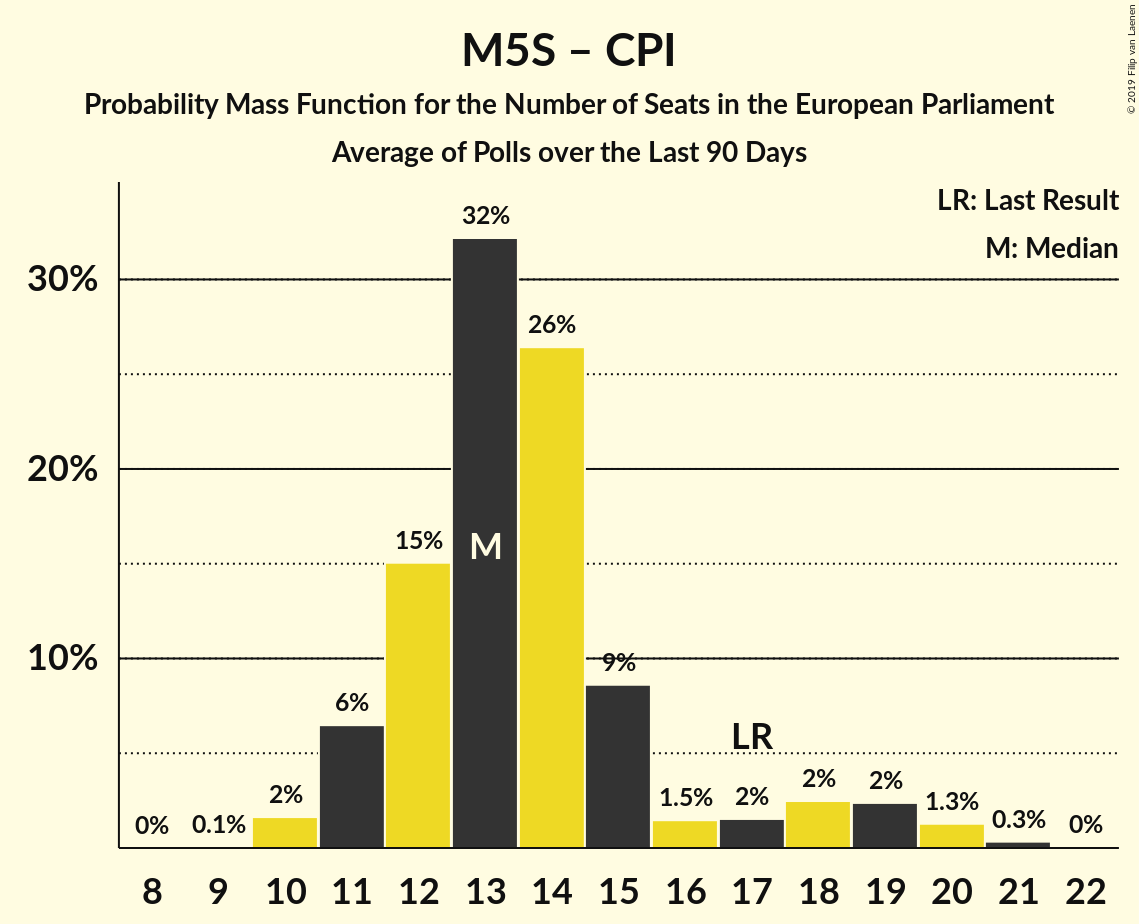 M5S – CPI
Probability Mass Function for the Number of Seats in the European Parliament
Average of Polls over the Last 90 Days
© 2019 Filip van Laenen
LR: Last Result
M: Median
30%
20%
10%
0%
0.1%
2%
6%
15%
32%
26%
9%
1.5%
2%
2%
2%
1.3%
0.3%
0%
M
LR
8 9 10 11 12 13 14 15 16 17 18 19 20 21 22